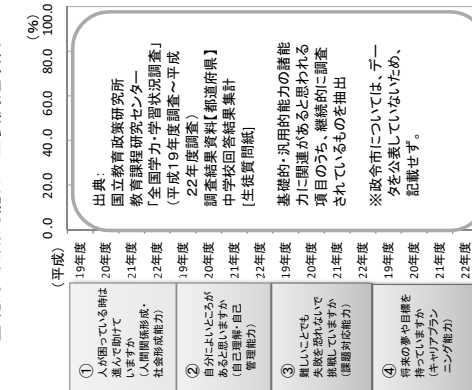 (%)
0.0 20.0 40.0 60.0 80.0 100.0
(平成)
①
人が困っている時は
進んで助けて
いますか
(人間関係形成・
社会形成能力)
19年度
20年度
21年度
22年度
②
自分によいところが
あると思いますか
(自己理解・自己
管理能力)
19年度
20年度
21年度
22年度
③
難しいことでも
失敗を恐れないで
挑戦していますか
(課題対応能力)
19年度
20年度
21年度
22年度
④
将来の夢や目標を
持っていますか
(キャリアプラン
ニング能力)
19年度
20年度
21年度
22年度
出典:
国立教育政策研究所
教育課程研究センター
「全国学力・学習状況調査」
(平成19年度調査~平成
22年度調査)
調査結果資料【都道府県】
中学校回答結果集計
[生徒質問紙]
基礎的・汎用的能力の諸能
力に関連があると思われる
項目のうち、継続的に調査
されているものを抽出
※政令市については、デー
タを公表していないため、
記載せず。